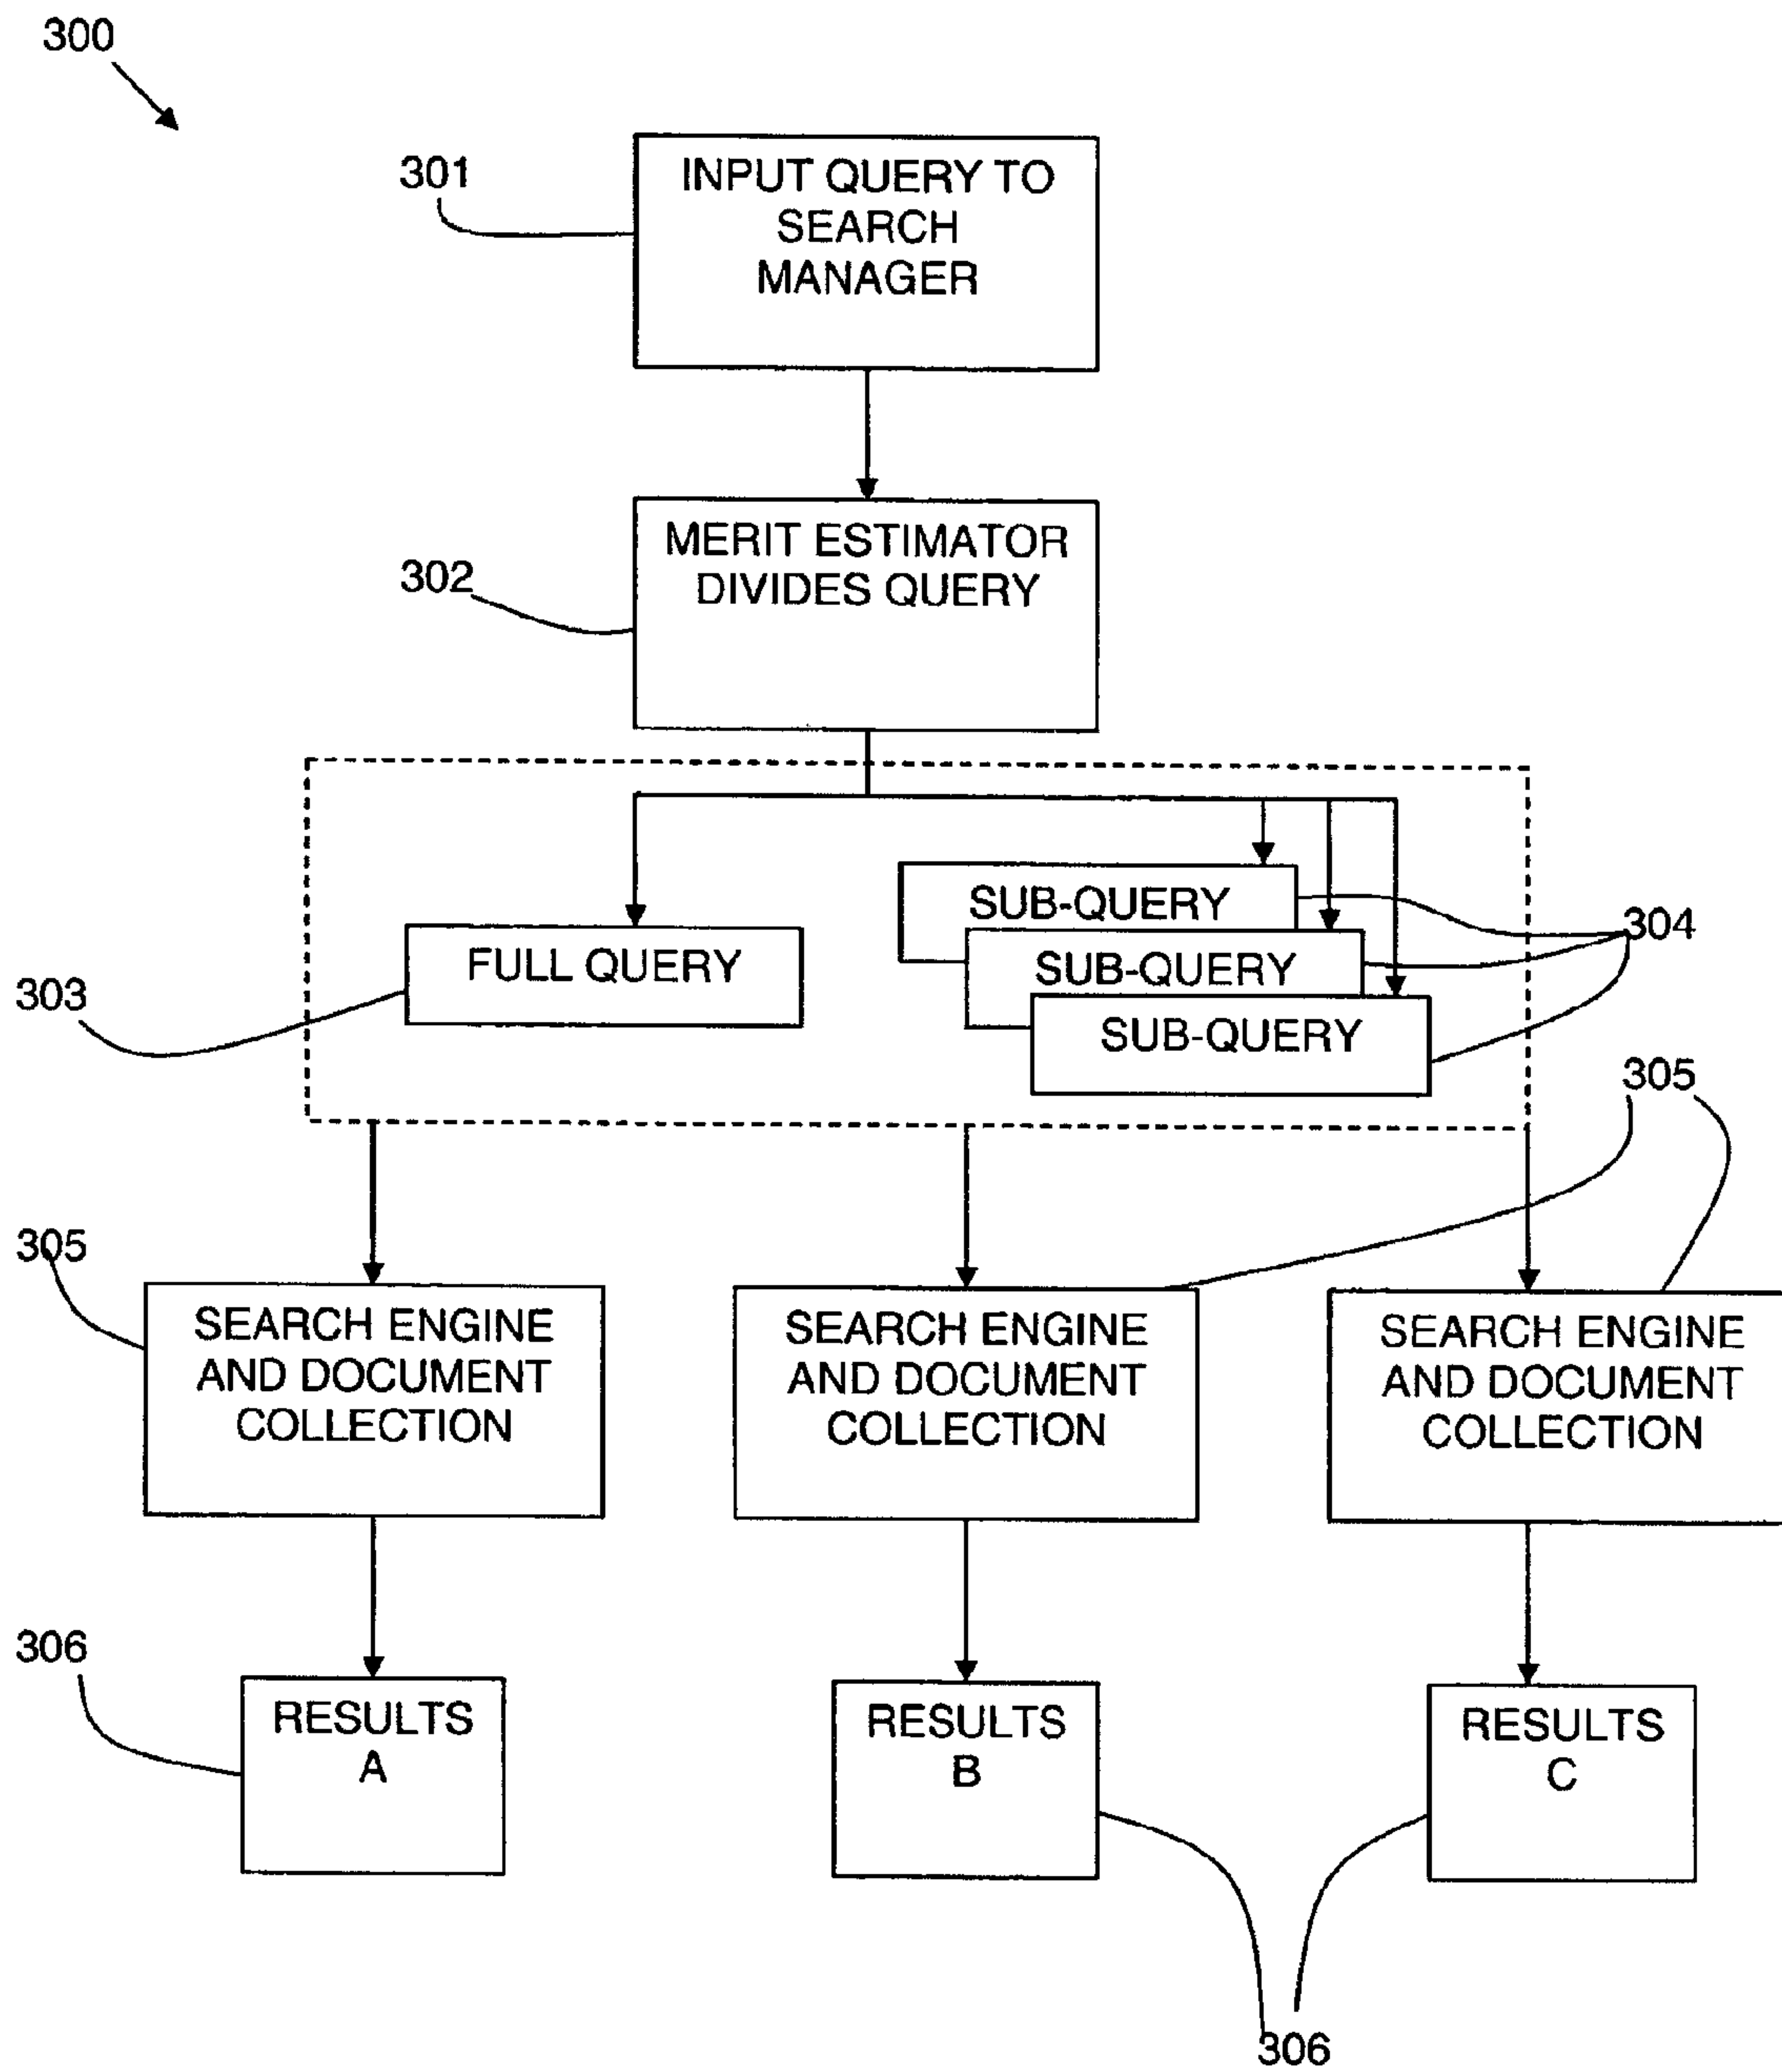 300
301
INPUT QUERY TO
SEARCH
MANAGER
302
MERIT ESTIMATOR
DIVIDES QUERY
303
FULL QUERY
SUB-QUERY
SUB-QUERY
SUB-QUERY
304
305
305
SEARCH ENGINE
AND DOCUMENT
COLLECTION
SEARCH ENGINE
AND DOCUMENT
COLLECTION
SEARCH ENGINE
AND DOCUMENT
COLLECTION
306
RESULTS
A
RESULTS
B
RESULTS
C
306